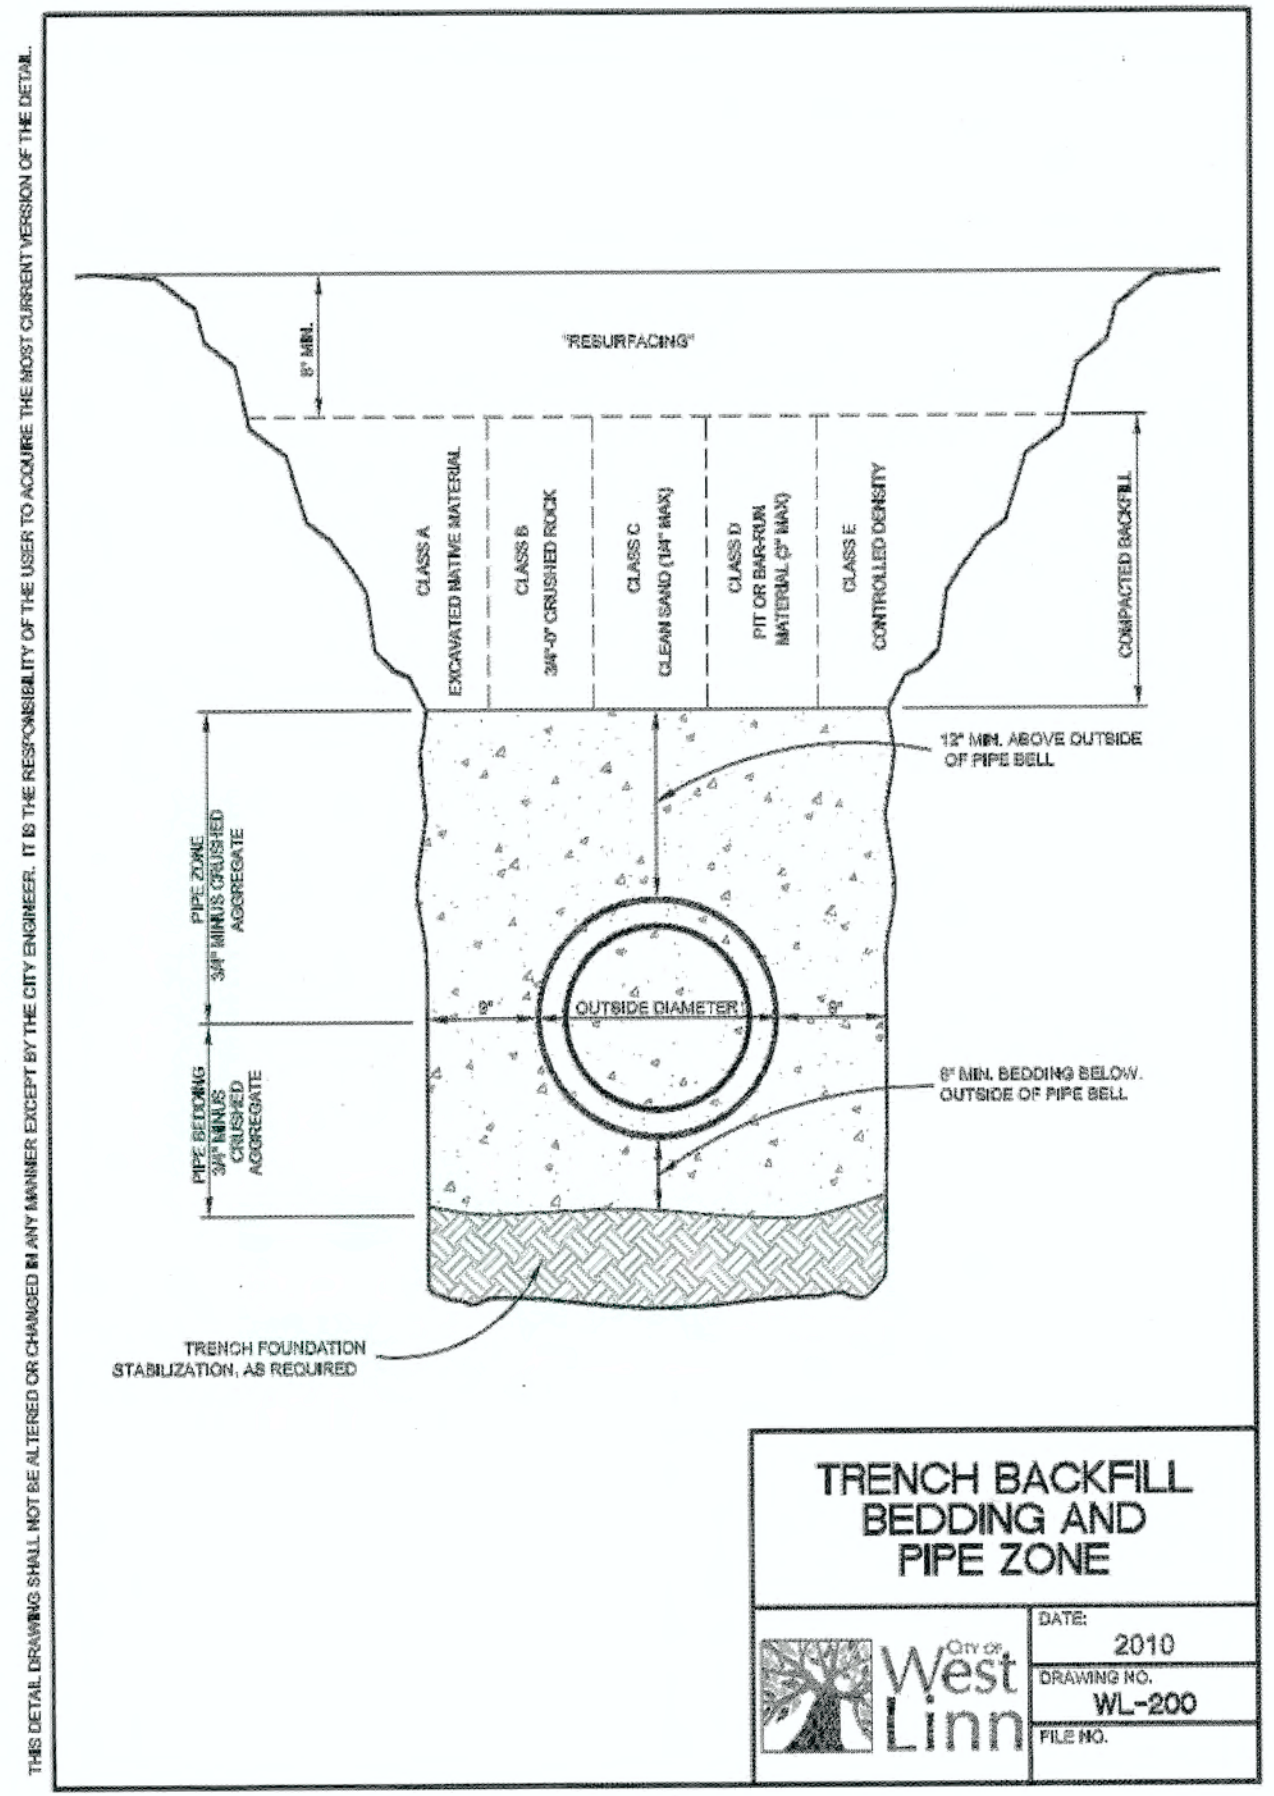 THIS DETAIL DRAWING SHALL NOT BE ALTERED OR CHANGED IN ANY MANNER EXCEPT BY THE CITY ENGINEER. IT IS THE RESPONSIBILITY OF THE USER TO ACQUIRE THE MOST CURRENT VERSION OF THE DETAIL.
8" MIN.
"RESURFACING"
CLASS A
EXCAVATED NATIVE MATERIAL
CLASS B
3/4"-0" CRUSHED ROCK
CLASS C
CLEAN SAND (1/4" MAX)
CLASS D
PIT OR BAR-RUN
MATERIAL (3" MAX)
CLASS E
CONTROLLED DENSITY
COMPACTED BACKFILL
12" MIN. ABOVE OUTSIDE
OF PIPE BELL
PIPE ZONE
3/4" MINUS CRUSHED
AGGREGATE
9"
OUTSIDE DIAMETER
9"
PIPE BEDDING
3/4" MINUS
CRUSHED
AGGREGATE
MIN. BEDDING BELOW.
OUTSIDE OF PIPE BELL
TRENCH FOUNDATION
STABILIZATION, AS REQUIRED
TRENCH BACKFILL
BEDDING AND
PIPE ZONE
CITY OF
West
Linn
DATE:
2010
DRAWING NO.
WL-200
FILE NO.